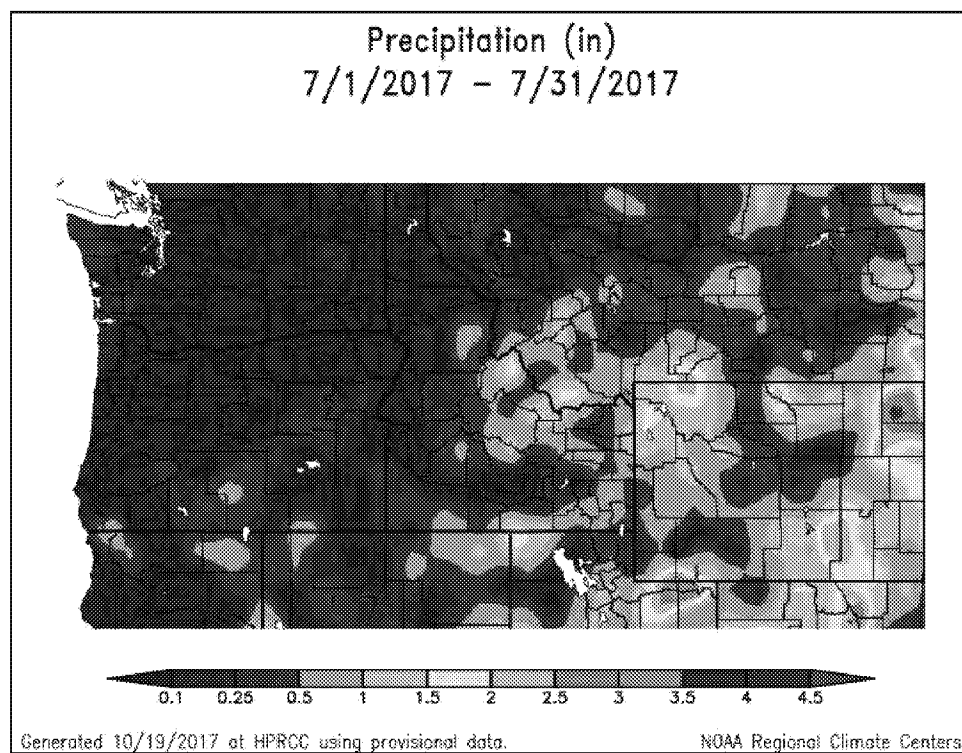 Precipitation (in)
7/1/2017 – 7/31/2017
0.1 0.25 0.5 1 1.5 2 2.5 3 3.5 4 4.5
Generated 10/19/2017 at HPRCC using provisional data. NOAA Regional Climate Centers